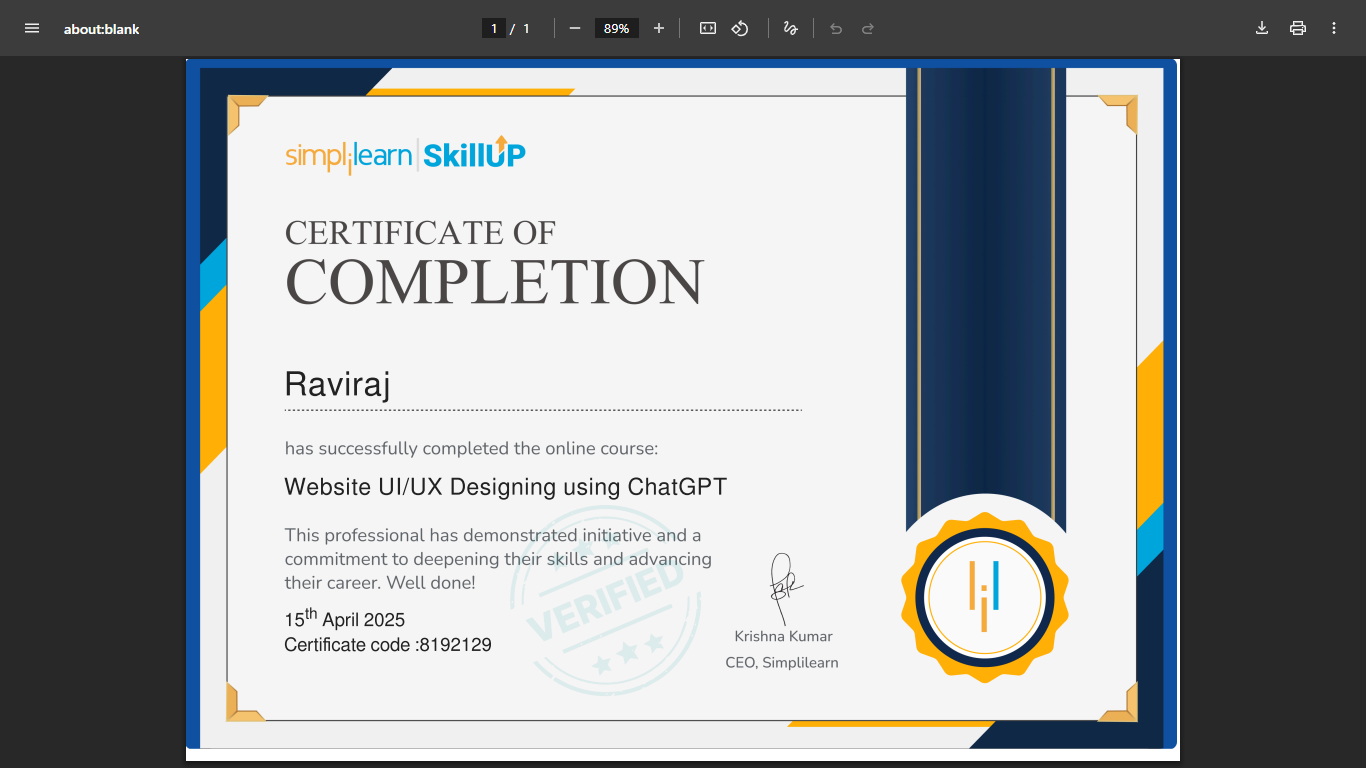 about:blank
1 / 1
89%
simplilearn | SkillUP
CERTIFICATE OF
COMPLETION
Raviraj
has successfully completed the online course:
Website UI/UX Designing using ChatGPT
This professional has demonstrated initiative and a
commitment to deepening their skills and advancing
their career. Well done!
15th April 2025
Certificate code :8192129
VERIFIED
Krishna Kumar
CEO, Simplilearn